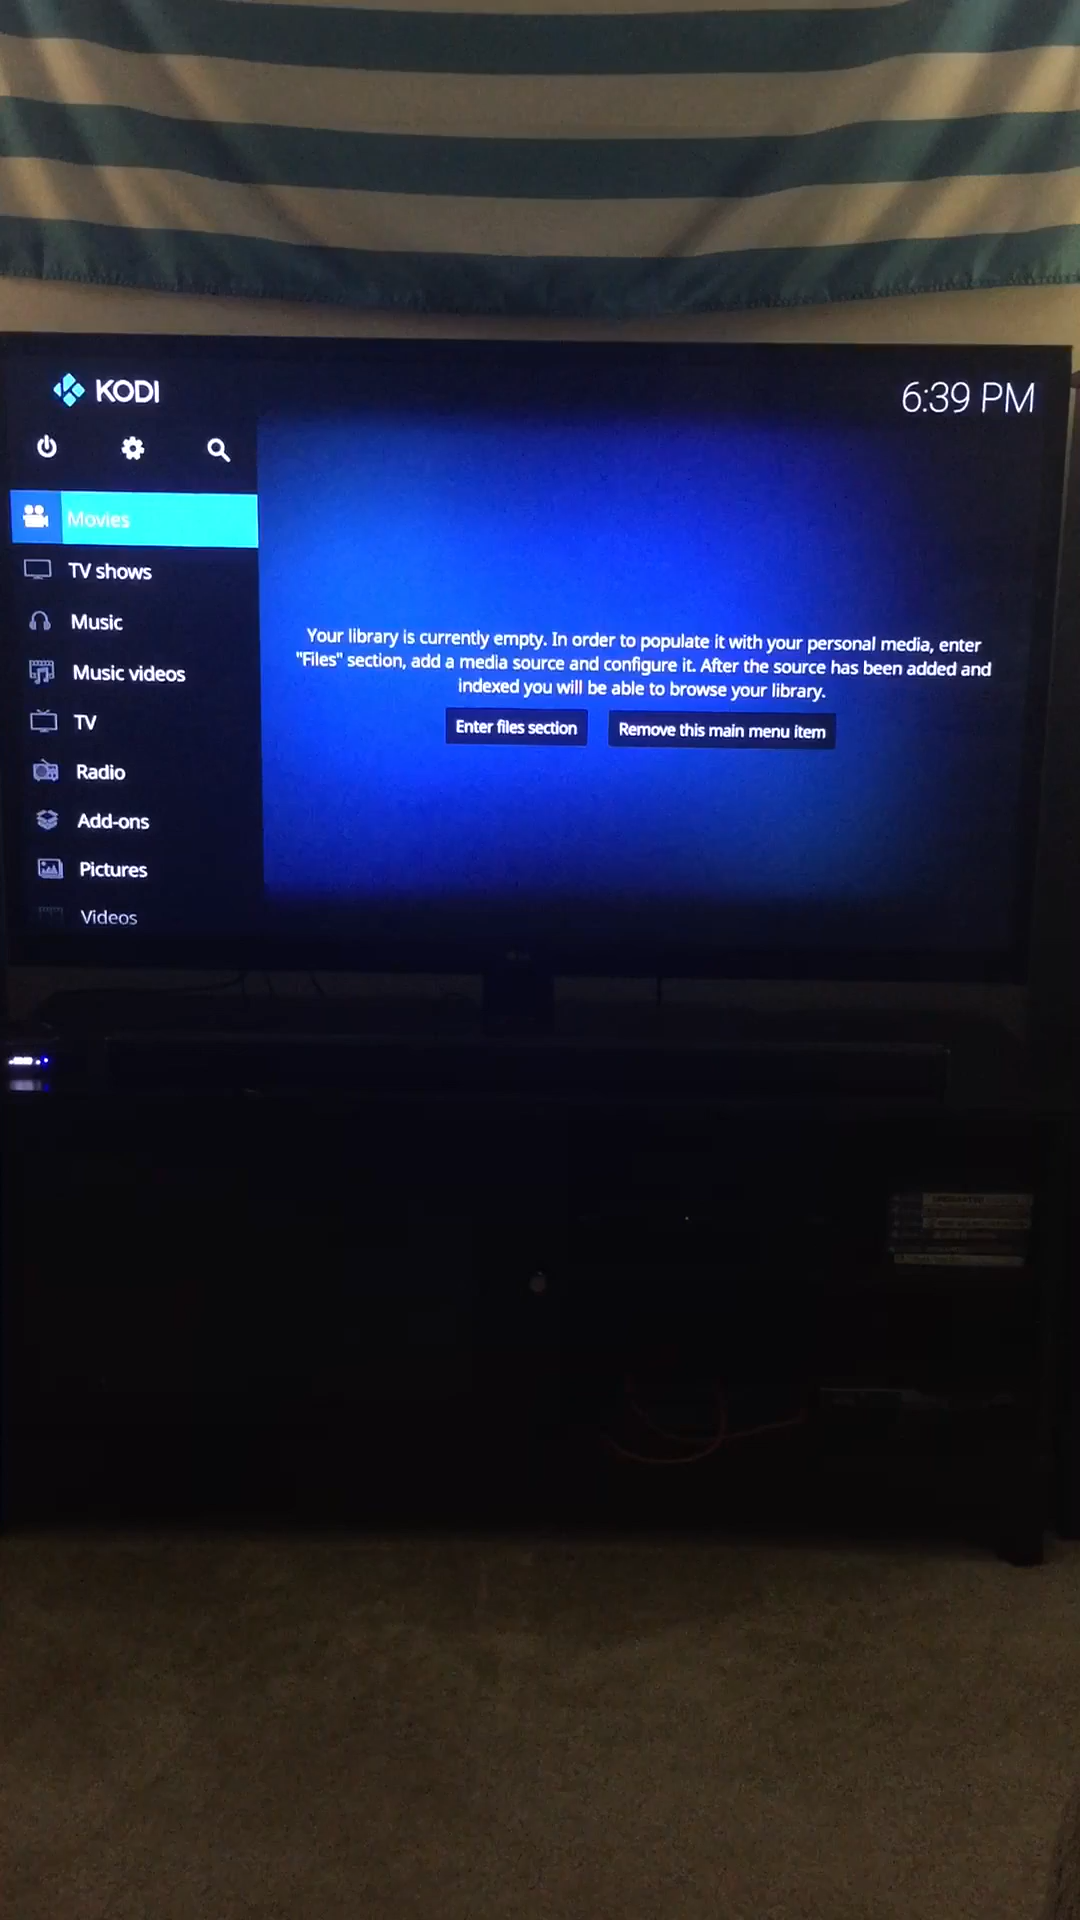 KODI
6:39 PM
Movies
TV shows
Music
Music videos
TV
Radio
Add-ons
Pictures
Videos
Your library is currently empty. In order to populate it with your personal media, enter
"Files" section, add a media source and configure it. After the source has been added and
indexed you will be able to browse your library.
Enter files section
Remove this main menu item